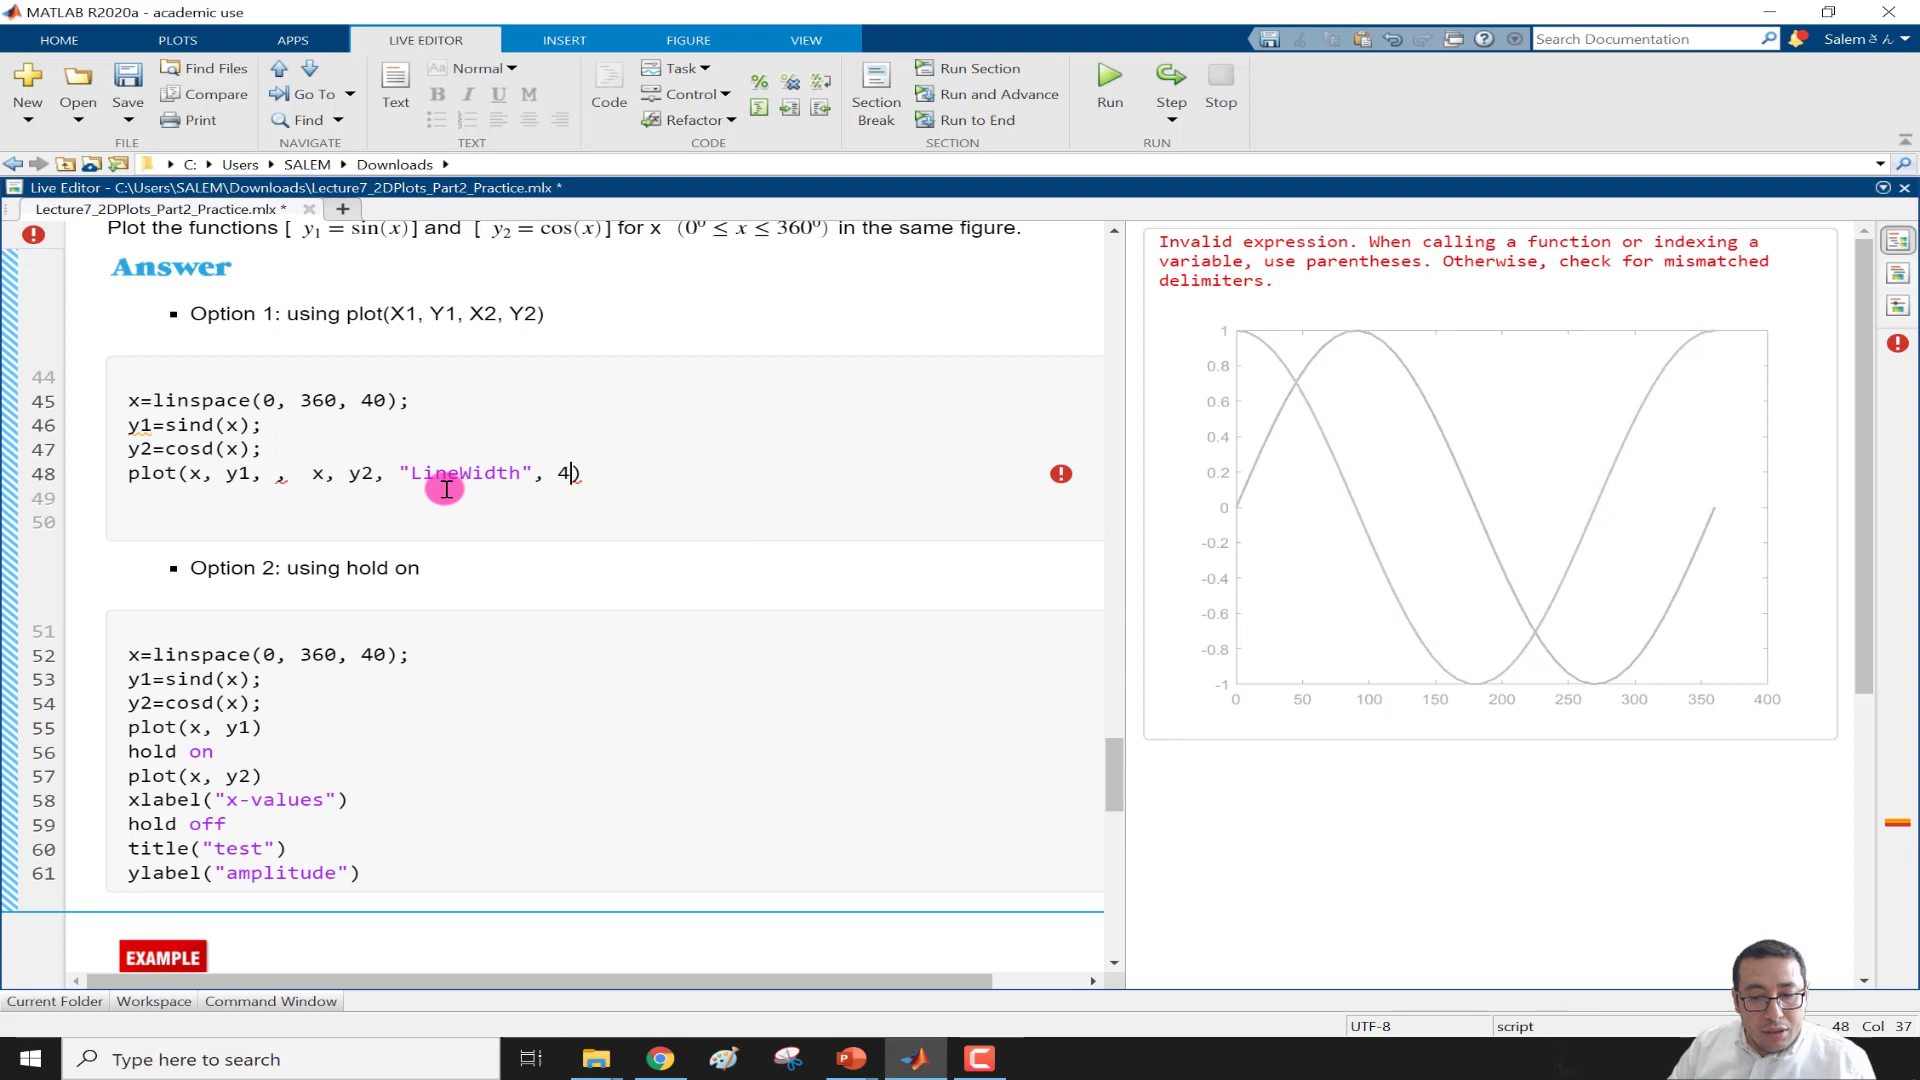 MATLAB R2020a - academic use
HOME PLOTS APPS LIVE EDITOR INSERT FIGURE VIEW
Search Documentation
Salemさん
New Open Save Find Files Compare Print
FILE
Go To Find
NAVIGATE
Text Normal B I U M
TEXT
Code Task Control Refactor
CODE
Section Break Run Section Run and Advance Run to End
SECTION
Run Step Stop
RUN
C: Users SALEM Downloads
Live Editor - C:\Users\SALEM\Downloads\Lecture7_2DPlots_Part2_Practice.mlx *
Lecture7_2DPlots_Part2_Practice.mlx *
Plot the functions [ y₁ = sin(x)] and [ y₂ = cos(x)] for x (0⁰ ≤ x ≤ 360⁰) in the same figure.
Answer
▪ Option 1: using plot(X1, Y1, X2, Y2)
44
45 x=linspace(0, 360, 40);
46 y1=sind(x);
47 y2=cosd(x);
48 plot(x, y1, , x, y2, "LineWidth", 4)
49
50
▪ Option 2: using hold on
51
52 x=linspace(0, 360, 40);
53 y1=sind(x);
54 y2=cosd(x);
55 plot(x, y1)
56 hold on
57 plot(x, y2)
58 xlabel("x-values")
59 hold off
60 title("test")
61 ylabel("amplitude")
EXAMPLE
Invalid expression. When calling a function or indexing a
variable, use parentheses. Otherwise, check for mismatched
delimiters.
1
0.8
0.6
0.4
0.2
0
-0.2
-0.4
-0.6
-0.8
-1
0 50 100 150 200 250 300 350 400
Current Folder Workspace Command Window
UTF-8 script 48 Col 37
Type here to search